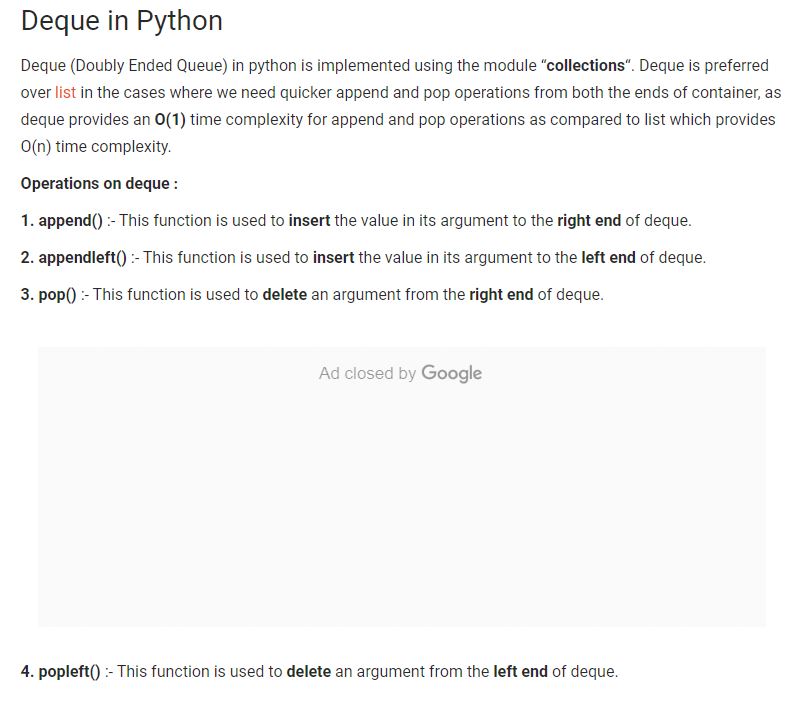 Deque in Python
Deque (Doubly Ended Queue) in python is implemented using the module “collections“. Deque is preferred
over list in the cases where we need quicker append and pop operations from both the ends of container, as
deque provides an O(1) time complexity for append and pop operations as compared to list which provides
O(n) time complexity.
Operations on deque :
1. append() :- This function is used to insert the value in its argument to the right end of deque.
2. appendleft() :- This function is used to insert the value in its argument to the left end of deque.
3. pop() :- This function is used to delete an argument from the right end of deque.
Ad closed by Google
4. popleft() :- This function is used to delete an argument from the left end of deque.